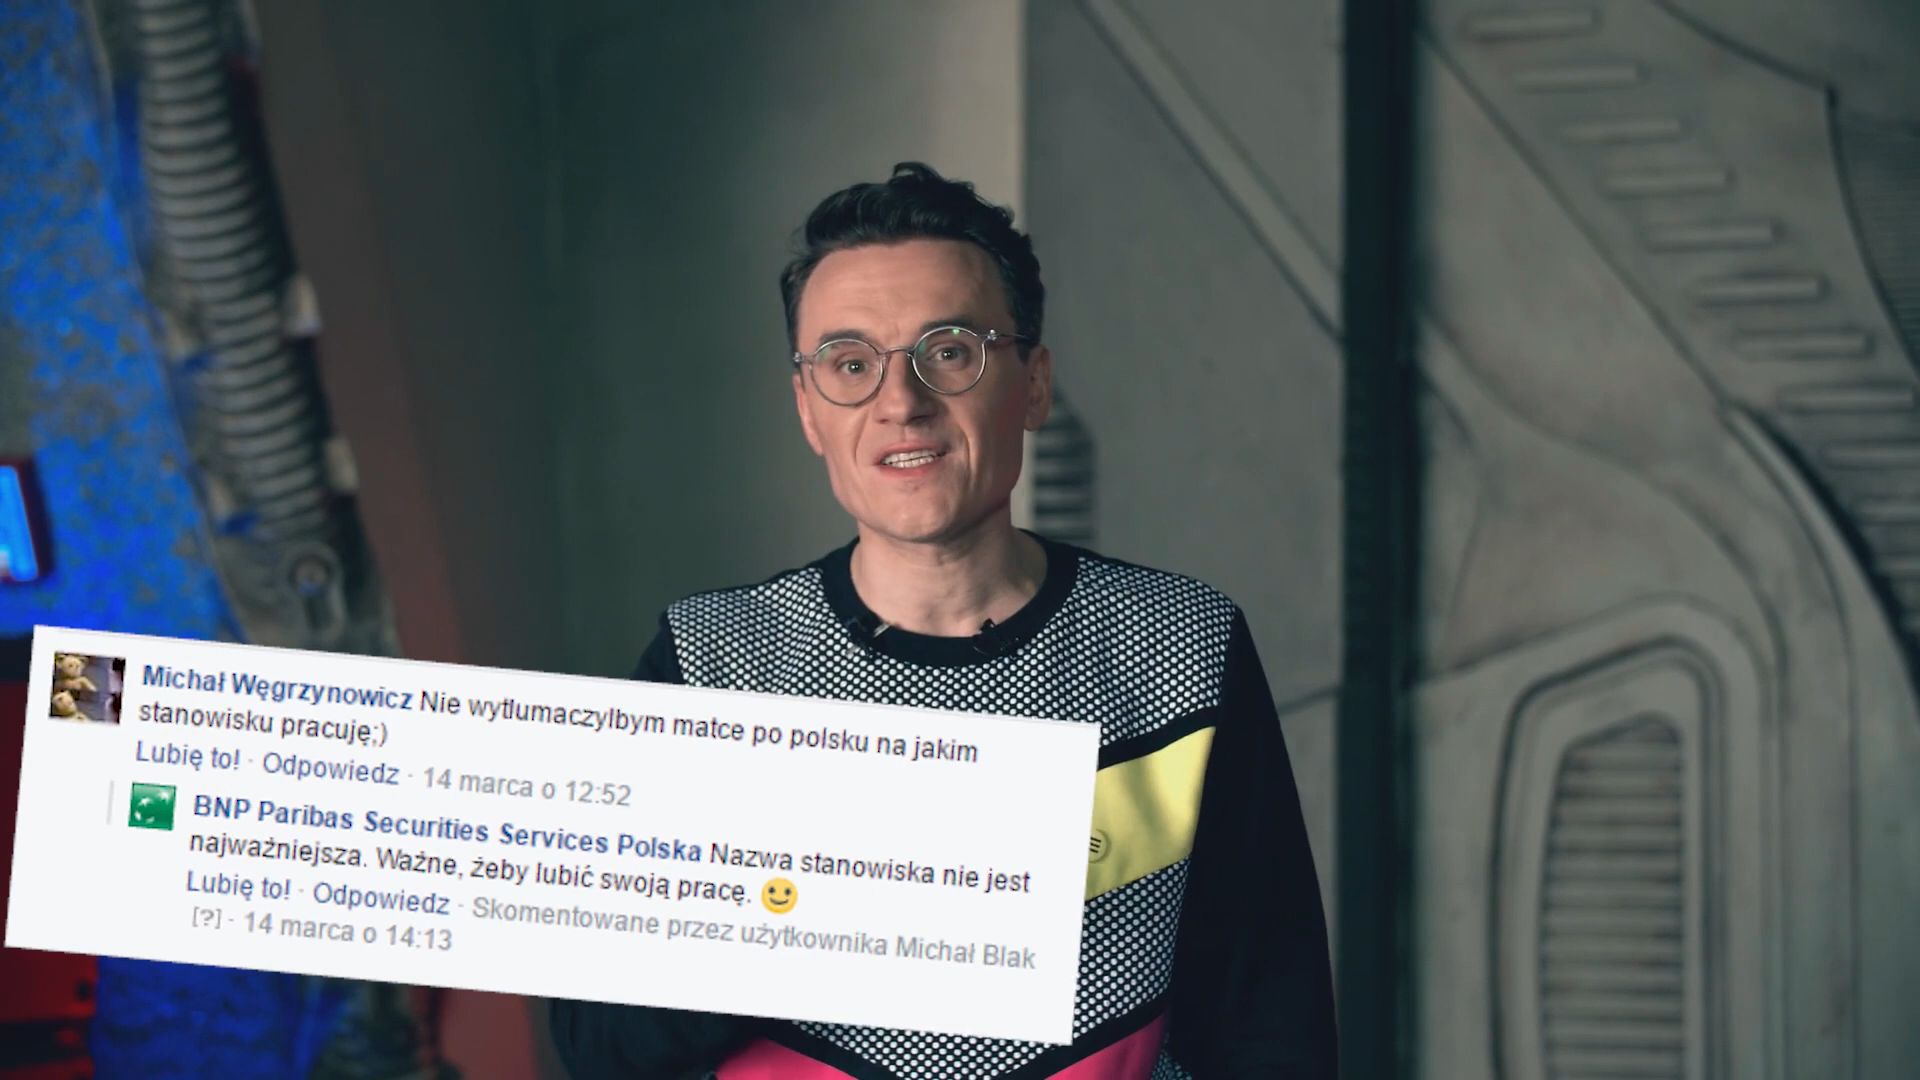 Michał Węgrzynowicz Nie wytlumaczylbym matce po polsku na jakim
stanowisku pracuję;)
Lubię to! · Odpowiedz · 14 marca o 12:52
BNP Paribas Securities Services Polska Nazwa stanowiska nie jest
najważniejsza. Ważne, żeby lubić swoją pracę. 🙂
Lubię to! · Odpowiedz · Skomentowane przez użytkownika Michał Blak
[?] · 14 marca o 14:13